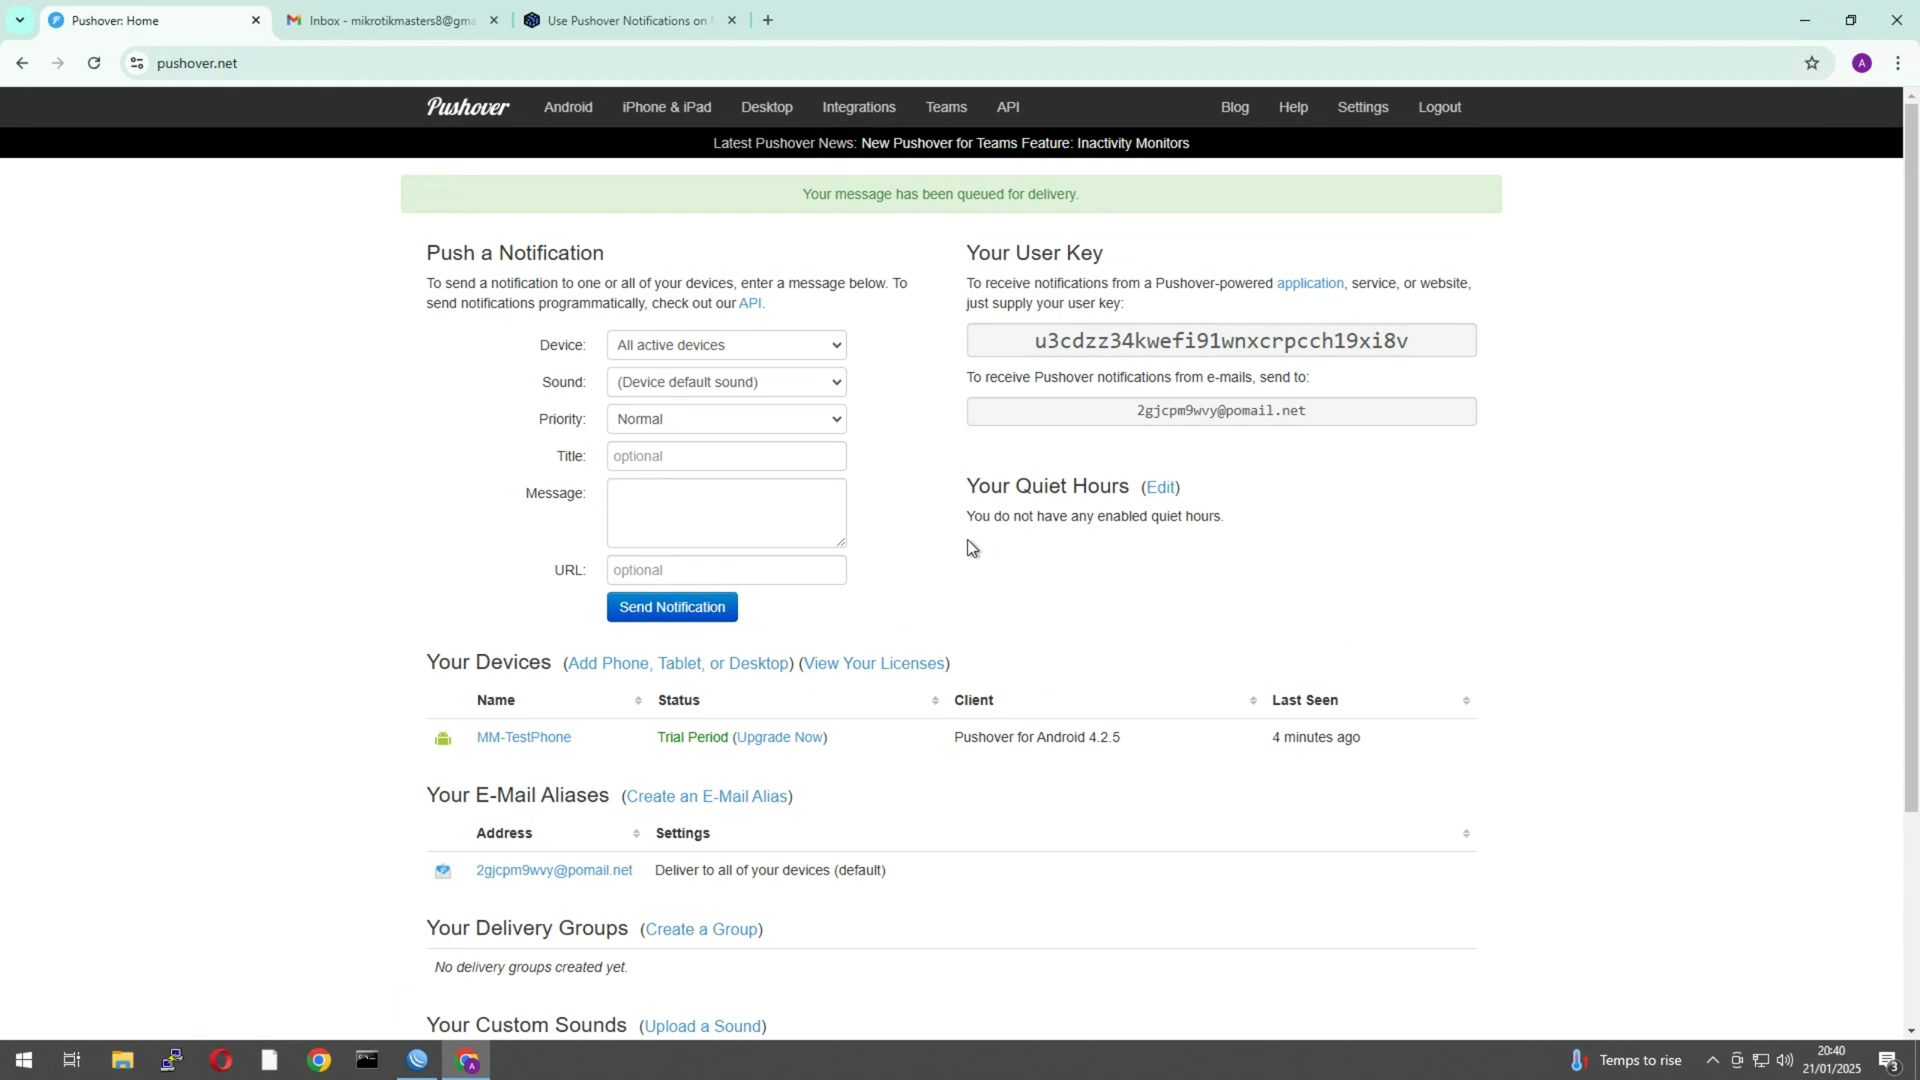 Pushover: Home
Inbox - mikrotikmasters8@gma
Use Pushover Notifications on
pushover.net
A
Pushover
Android
iPhone & iPad
Desktop
Integrations
Teams
API
Blog
Help
Settings
Logout
Latest Pushover News: New Pushover for Teams Feature: Inactivity Monitors
Your message has been queued for delivery.
Push a Notification
To send a notification to one or all of your devices, enter a message below. To
send notifications programmatically, check out our API.
Device:
All active devices
Sound:
(Device default sound)
Priority:
Normal
Title:
optional
Message:
URL:
optional
Send Notification
Your User Key
To receive notifications from a Pushover-powered application, service, or website,
just supply your user key:
u3cdzz34kwefi91wnxcrpcch19xi8v
To receive Pushover notifications from e-mails, send to:
2gjcpm9wvy@pomail.net
Your Quiet Hours (Edit)
You do not have any enabled quiet hours.
Your Devices (Add Phone, Tablet, or Desktop) (View Your Licenses)
Name
Status
Client
Last Seen
MM-TestPhone
Trial Period (Upgrade Now)
Pushover for Android 4.2.5
4 minutes ago
Your E-Mail Aliases (Create an E-Mail Alias)
Address
Settings
2gjcpm9wvy@pomail.net
Deliver to all of your devices (default)
Your Delivery Groups (Create a Group)
No delivery groups created yet.
Your Custom Sounds (Upload a Sound)
Temps to rise
20:40
21/01/2025
3